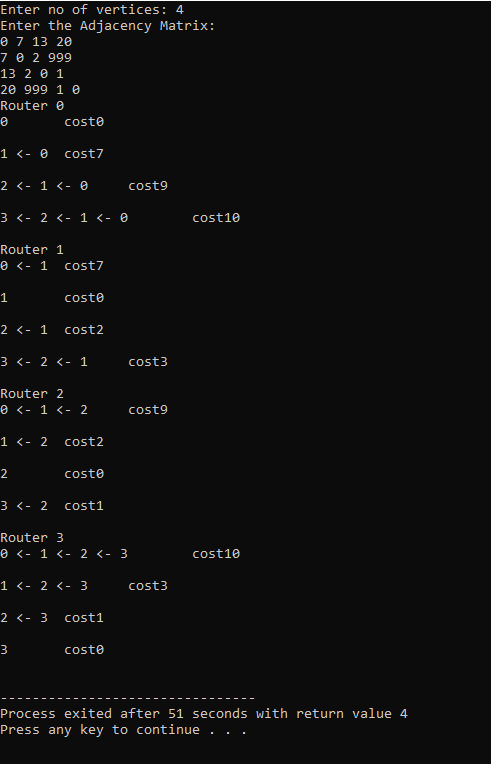 Enter no of vertices: 4
Enter the Adjacency Matrix:
0 7 13 20
7 0 2 999
13 2 0 1
20 999 1 0
Router 0
0       cost0
1 <- 0  cost7
2 <- 1 <- 0     cost9
3 <- 2 <- 1 <- 0        cost10
Router 1
0 <- 1  cost7
1       cost0
2 <- 1  cost2
3 <- 2 <- 1     cost3
Router 2
0 <- 1 <- 2     cost9
1 <- 2  cost2
2       cost0
3 <- 2  cost1
Router 3
0 <- 1 <- 2 <- 3        cost10
1 <- 2 <- 3     cost3
2 <- 3  cost1
3       cost0
--------------------------------
Process exited after 51 seconds with return value 4
Press any key to continue . . .